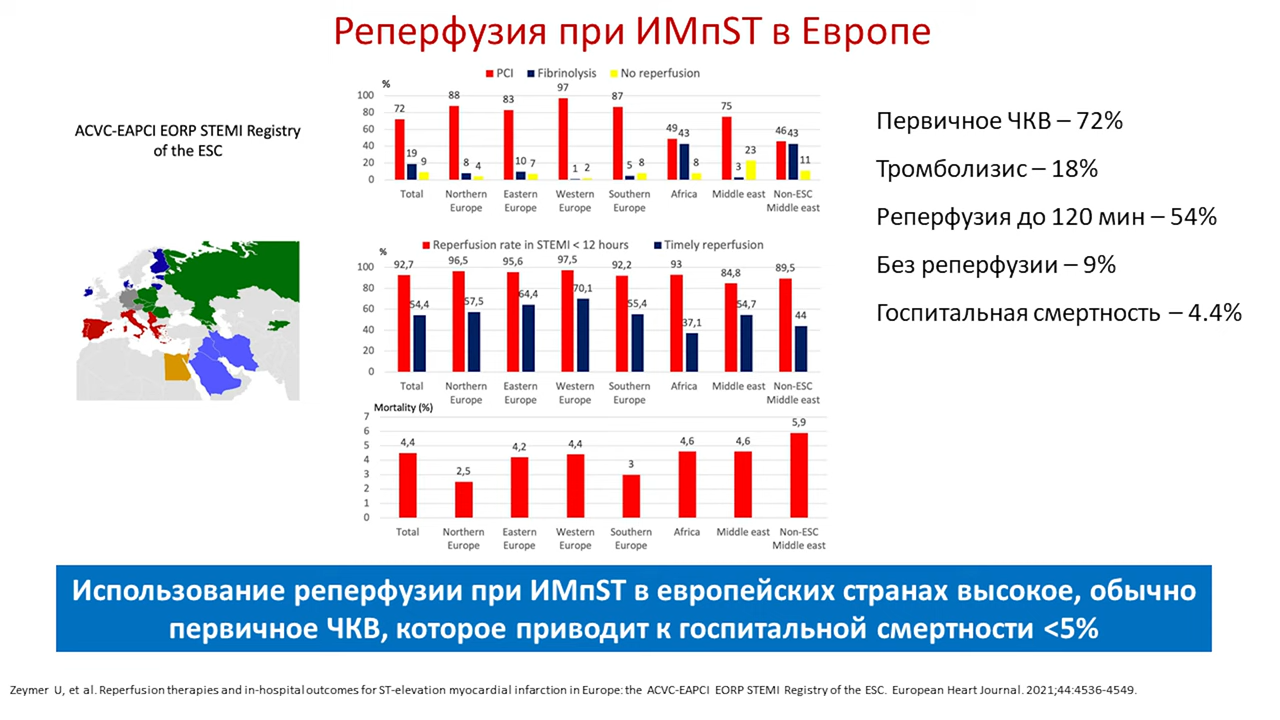 Реперфузия при ИМпST в Европе
ACVC-EAPCI EORP STEMI Registry
of the ESC
PCI Fibrinolysis No reperfusion
%
100
80
60
40
20
0
72 19 9
88 8 4
83 10 7
97 1 2
87 5 8
49 43 8
75 3 23
46 43 11
Total Northern Eastern Western Southern Africa Middle east Non-ESC
Europe Europe Europe Europe Middle east
Reperfusion rate in STEMI < 12 hours Timely reperfusion
%
100
80
60
40
20
0
92,7 54,4
96,5 57,5
95,6 64,4
97,5 70,1
92,2 55,4
93 37,1
84,8 54,7
89,5 44
Total Northern Eastern Western Southern Africa Middle east Non-ESC
Europe Europe Europe Europe Middle east
Mortality (%)
7
6
5
4
3
2
1
0
4,4 2,5 4,2 4,4 3 4,6 4,6 5,9
Total Northern Eastern Western Southern Africa Middle east Non-ESC
Europe Europe Europe Europe Middle east
Первичное ЧКВ – 72%
Тромболизис – 18%
Реперфузия до 120 мин – 54%
Без реперфузии – 9%
Госпитальная смертность – 4.4%
Использование реперфузии при ИМпST в европейских странах высокое, обычно
первичное ЧКВ, которое приводит к госпитальной смертности <5%
Zeymer U, et al. Reperfusion therapies and in-hospital outcomes for ST-elevation myocardial infarction in Europe: the ACVC-EAPCI EORP STEMI Registry of the ESC. European Heart Journal. 2021;44:4536-4549.